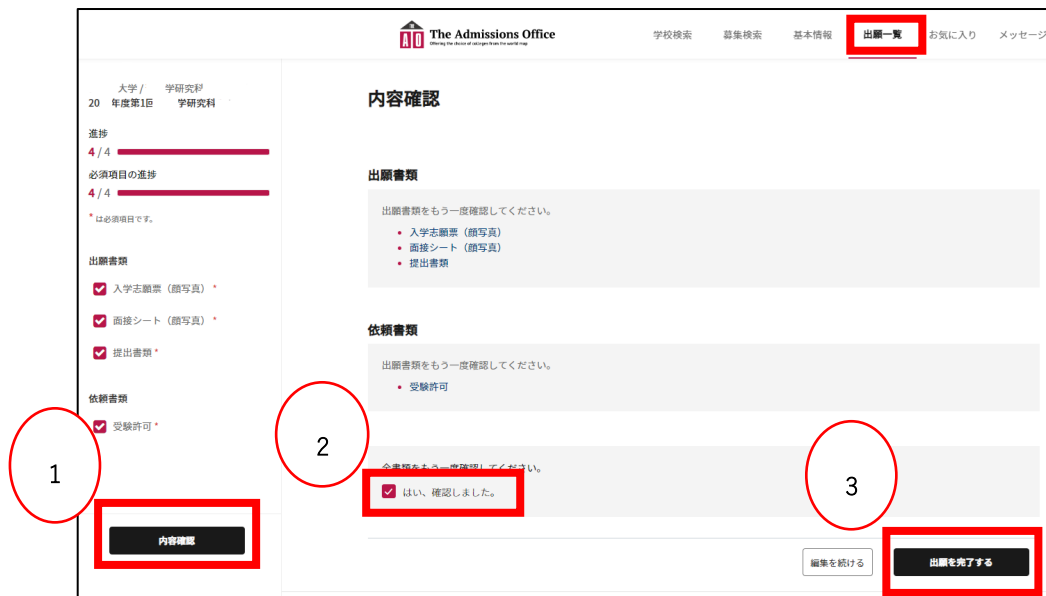 The Admissions Office
Offering the choice of colleges from the world map
学校検索 募集検索 基本情報 出願一覧 お気に入り メッセージ
大学 / 学研究科
20 年度第1回 学研究科
進捗
4 / 4
必須項目の進捗
4 / 4
* は必須項目です。
出願書類
入学志願票（顔写真） *
面接シート（顔写真） *
提出書類 *
依頼書類
受験許可 *
1
内容確認
内容確認
出願書類
出願書類をもう一度確認してください。
• 入学志願票（顔写真）
• 面接シート（顔写真）
• 提出書類
依頼書類
出願書類をもう一度確認してください。
• 受験許可
2
全書類をもう一度確認してください。
はい、確認しました。
3
編集を続ける 出願を完了する